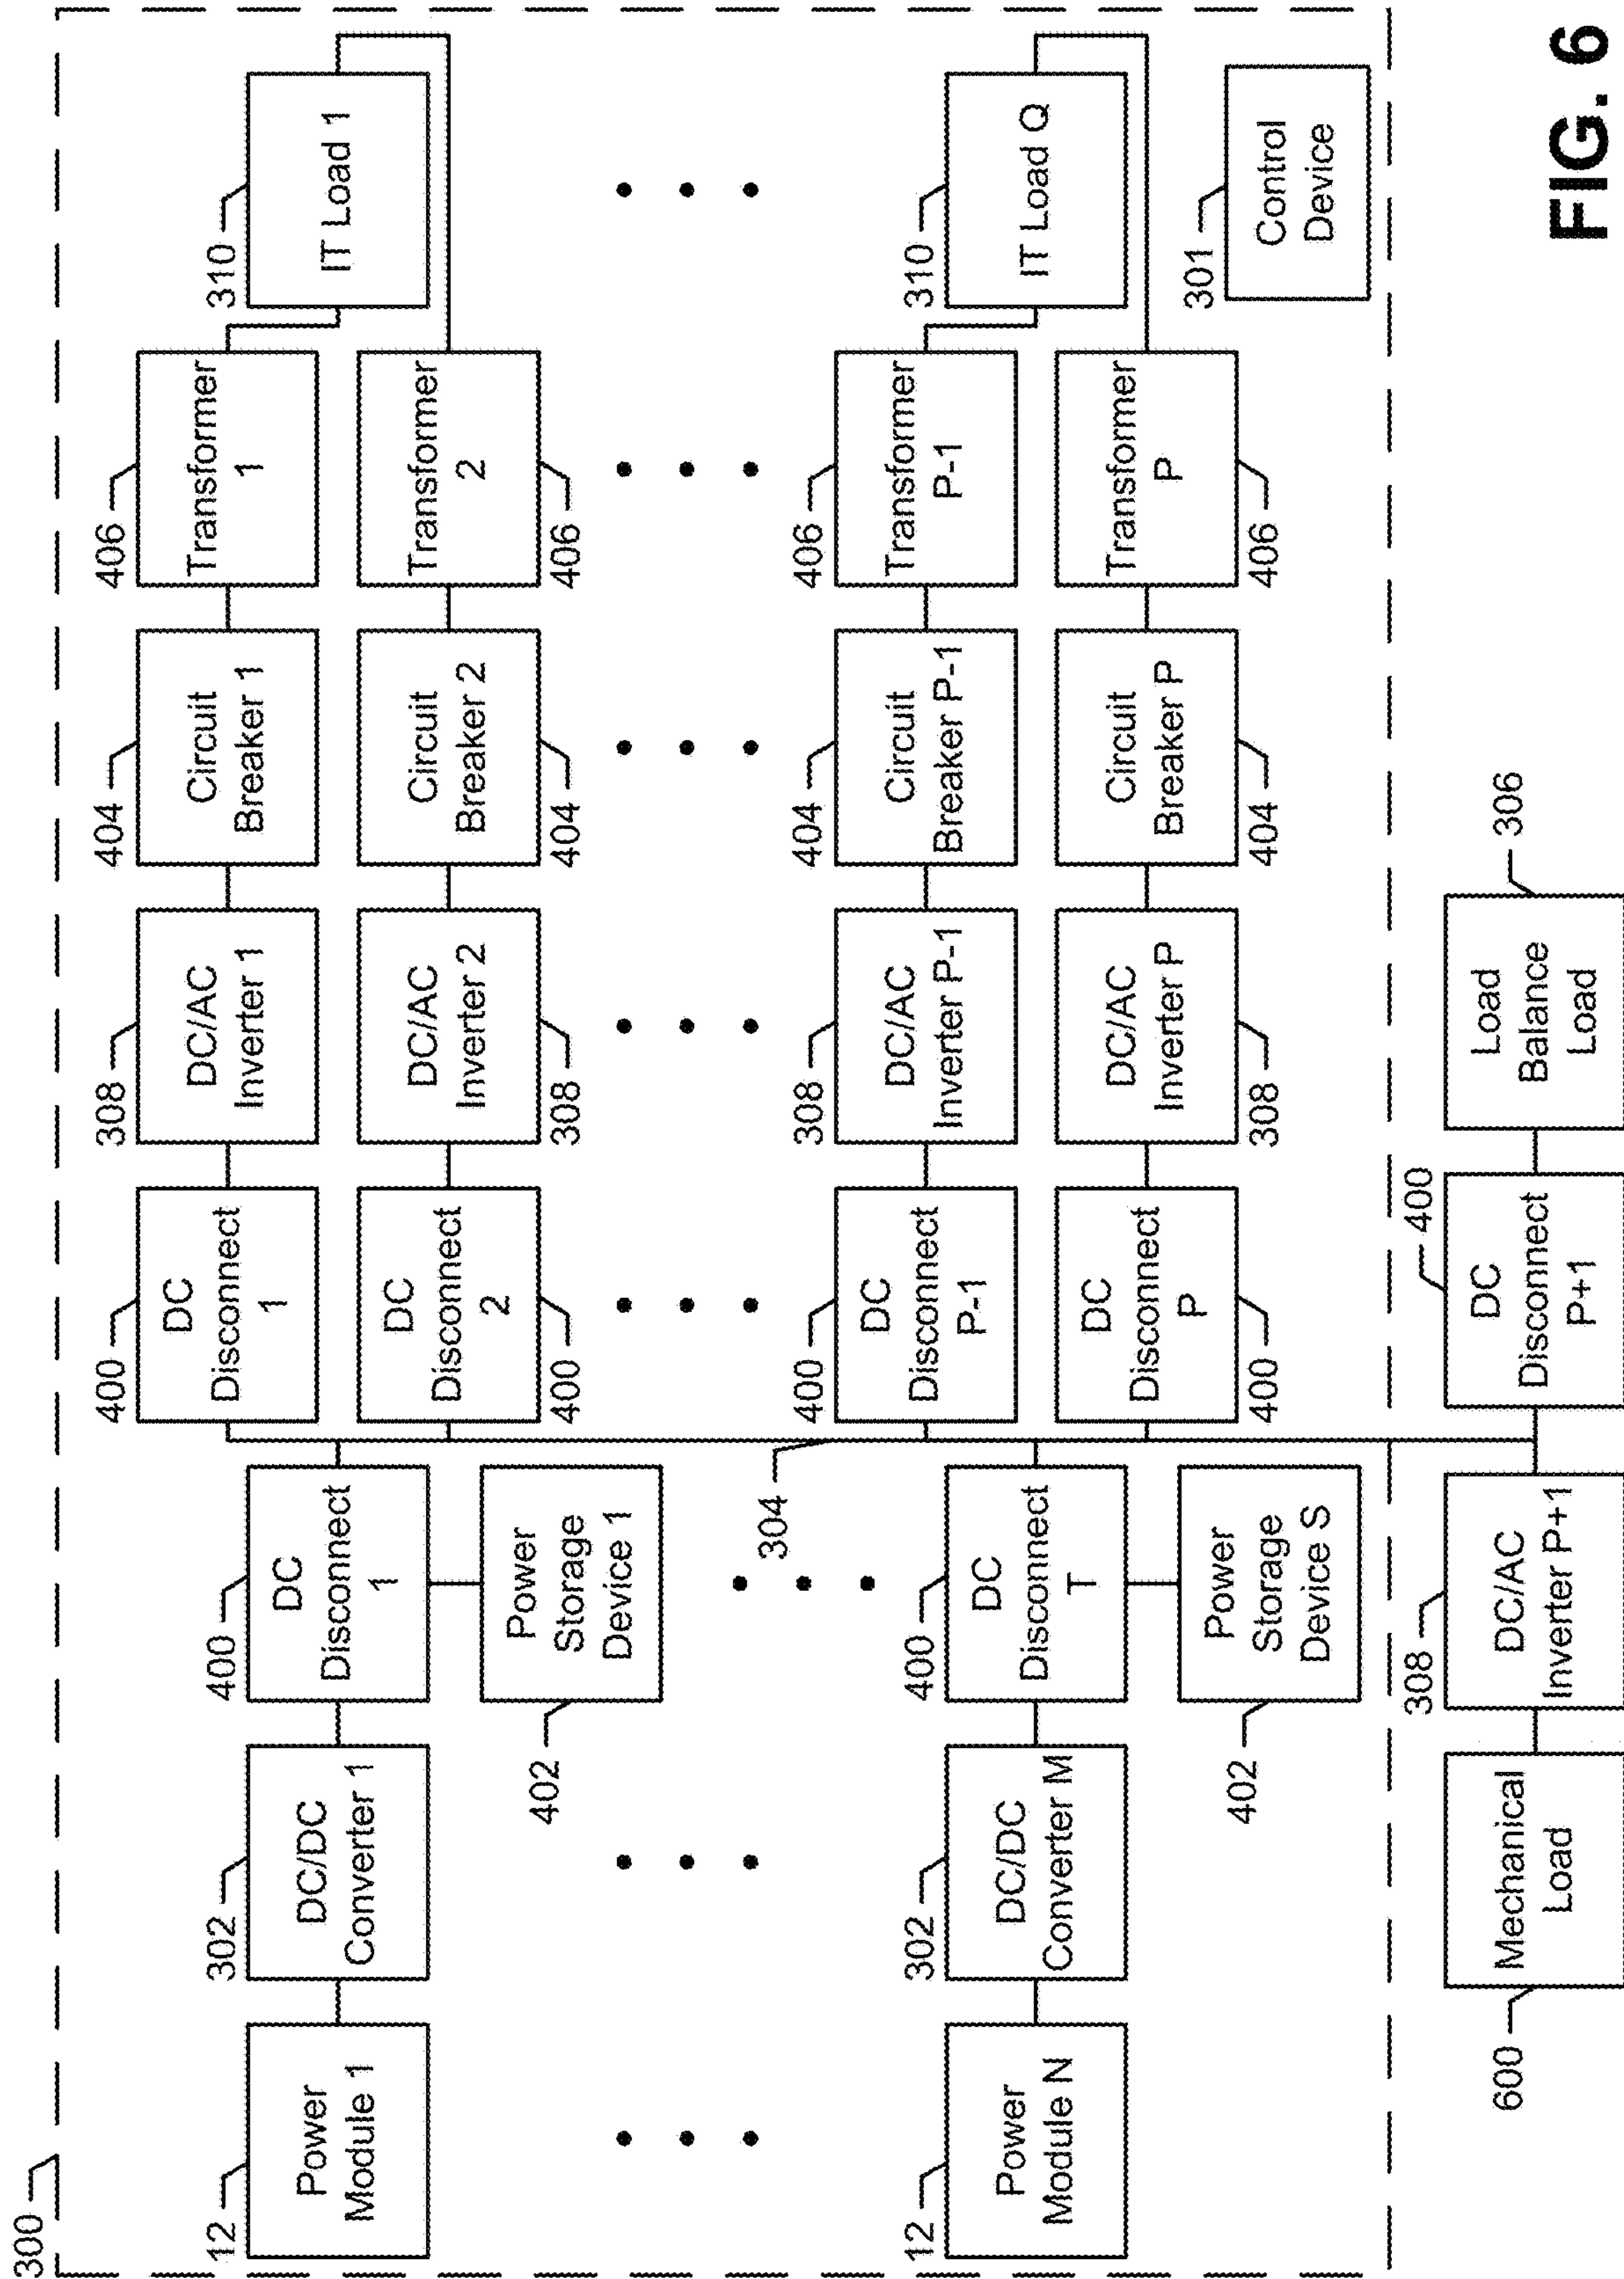 300
12
Power
Module 1
302
DC/DC
Converter 1
400
DC
Disconnect
1
402
Power
Storage
Device 1
400
DC
Disconnect
1
308
DC/AC
Inverter 1
404
Circuit
Breaker 1
406
Transformer
1
310
IT Load 1
DC
Disconnect
2
400
DC/AC
Inverter 2
308
Circuit
Breaker 2
404
Transformer
2
406
304
12
Power
Module N
302
DC/DC
Converter M
400
DC
Disconnect
T
402
Power
Storage
Device S
400
DC
Disconnect
P-1
308
DC/AC
Inverter P-1
404
Circuit
Breaker P-1
406
Transformer
P-1
310
IT Load Q
DC
Disconnect
P
400
DC/AC
Inverter P
308
Circuit
Breaker P
404
Transformer
P
406
301
Control
Device
600
Mechanical
Load
308
DC/AC
Inverter P+1
400
DC
Disconnect
P+1
306
Load
Balance
Load
FIG. 6